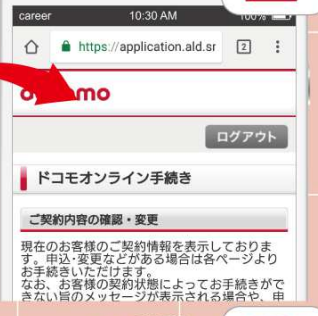 career 10:30 AM 100%
https://application.ald.sr 2
mo
ログアウト
ドコモオンライン手続き
ご契約内容の確認・変更
現在のお客様のご契約情報を表示しておりま
す。申込・変更などがある場合は各ページより
お手続きいただけます。
なお、お客様の契約状態によってお手続きがで
きない旨のメッセージが表示される場合や、申